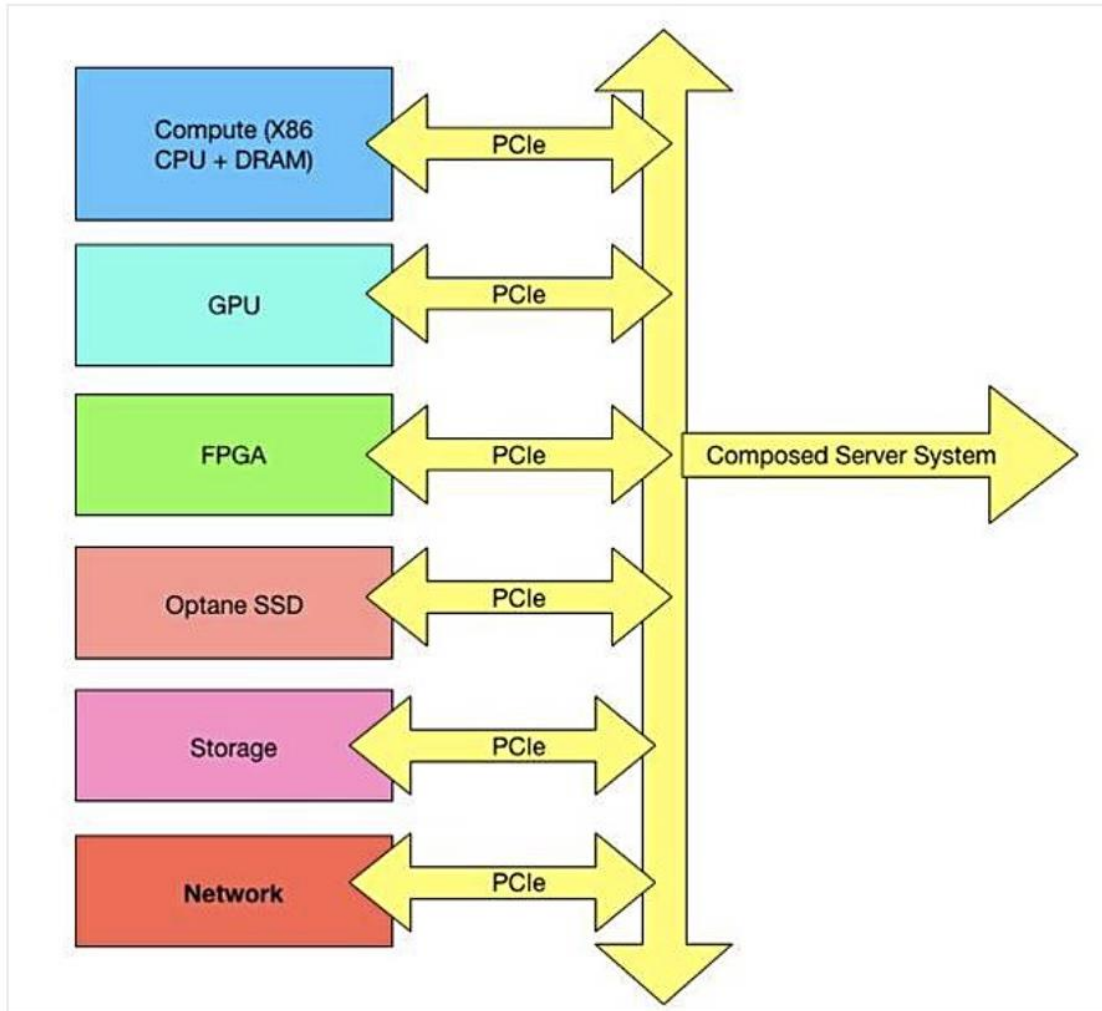 Compute (X86
CPU + DRAM)
PCIe
GPU
PCIe
FPGA
PCIe
Composed Server System
Optane SSD
PCIe
Storage
PCIe
Network
PCIe